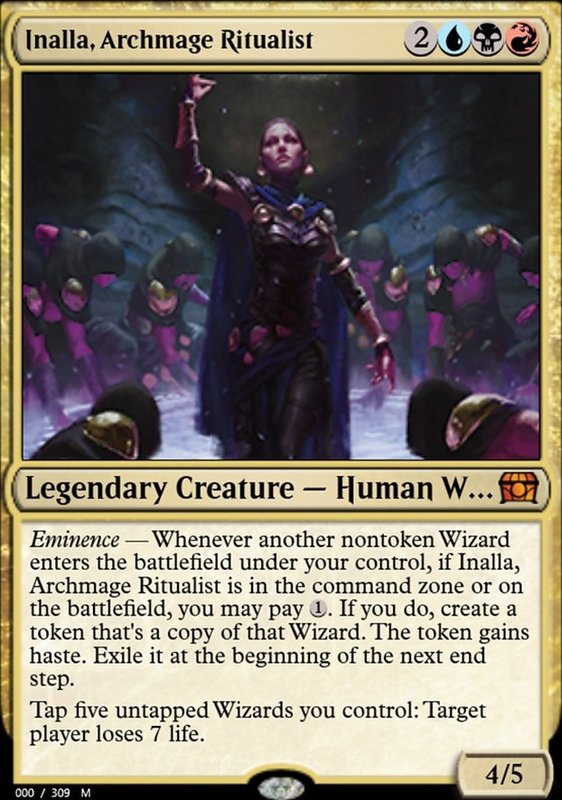 Inalla, Archmage Ritualist 2
Legendary Creature — Human W...
Eminence — Whenever another nontoken Wizard
enters the battlefield under your control, if Inalla,
Archmage Ritualist is in the command zone or on
the battlefield, you may pay 1. If you do, create a
token that's a copy of that Wizard. The token gains
haste. Exile it at the beginning of the next end
step.
Tap five untapped Wizards you control: Target
player loses 7 life.
4/5
000 / 309 M